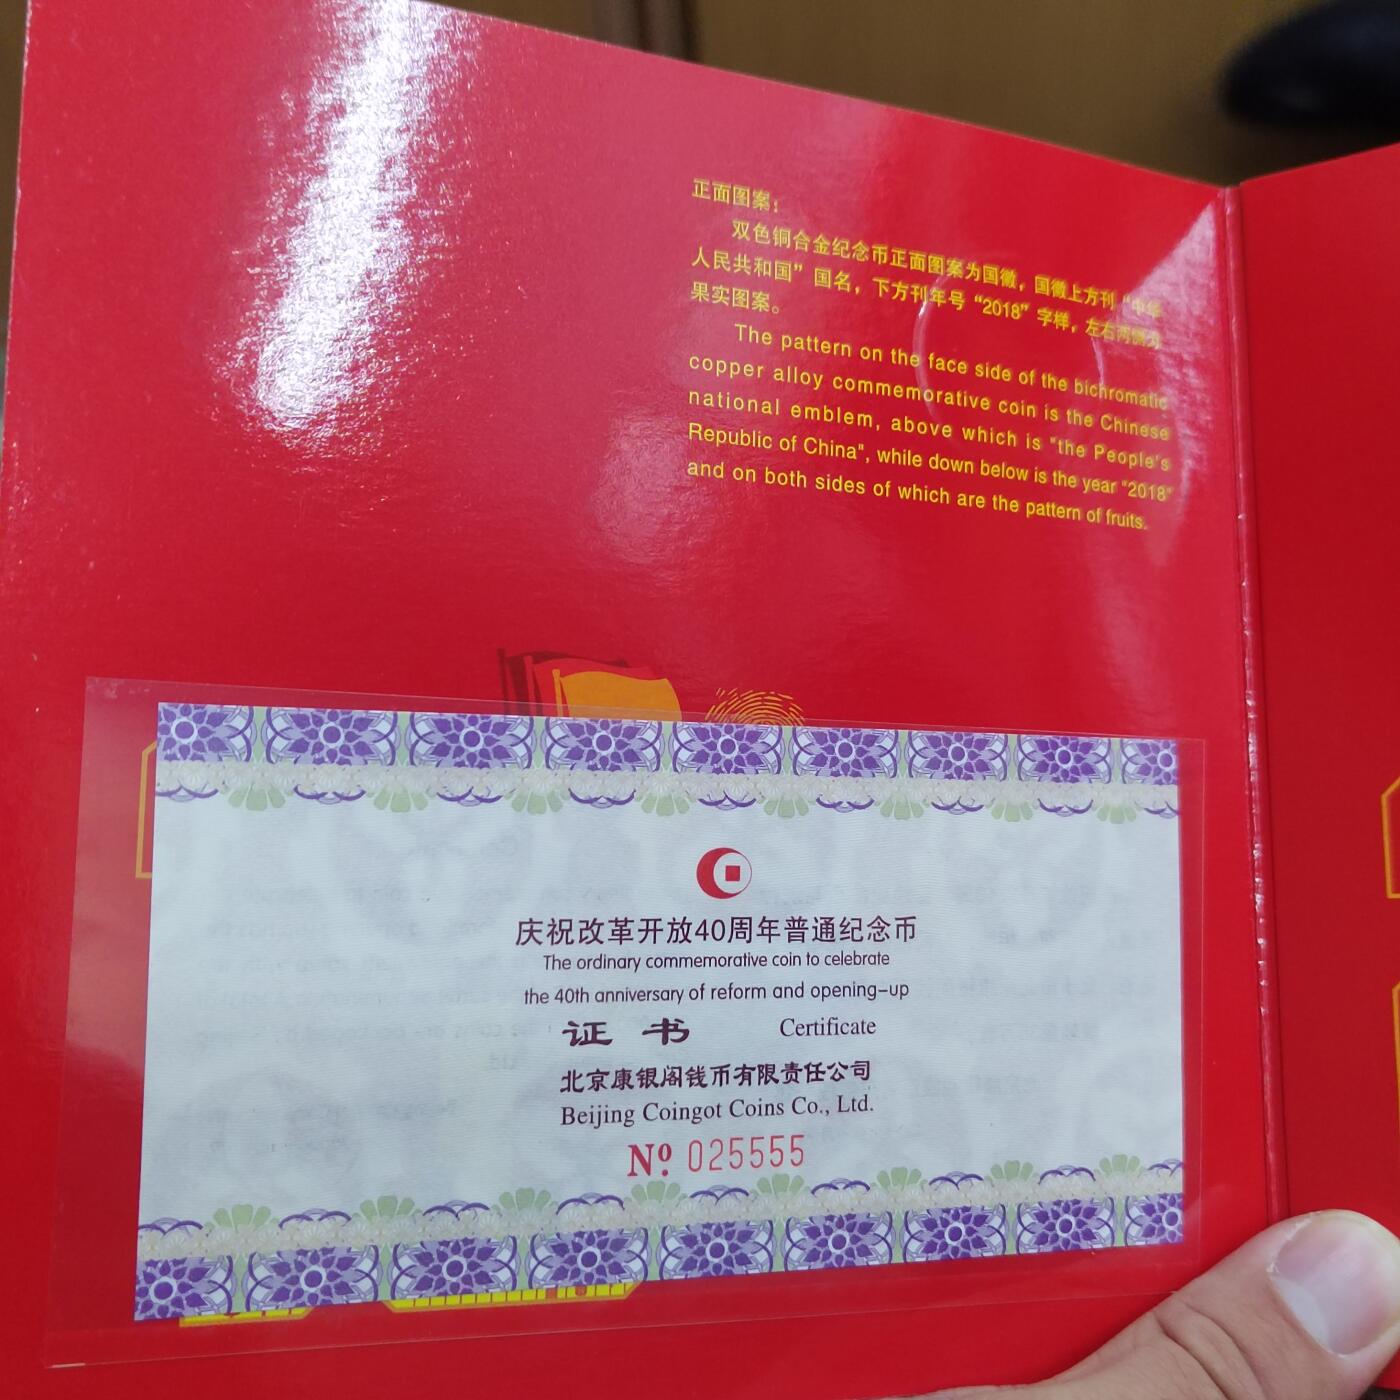 正面图案：
双色铜合金纪念币正面图案为国徽，国徽上方刊“中华
人民共和国”国名，下方刊年号“2018”字样，左右两侧为
果实图案。
The pattern on the face side of the bichromatic
copper alloy commemorative coin is the Chinese
national emblem, above which is "the People's
Republic of China", while down below is the year "2018"
and on both sides of which are the pattern of fruits.
庆祝改革开放40周年普通纪念币
The ordinary commemorative coin to celebrate
the 40th anniversary of reform and opening-up
证 书 Certificate
北京康银阁钱币有限责任公司
Beijing Coingot Coins Co., Ltd.
Nº 025555